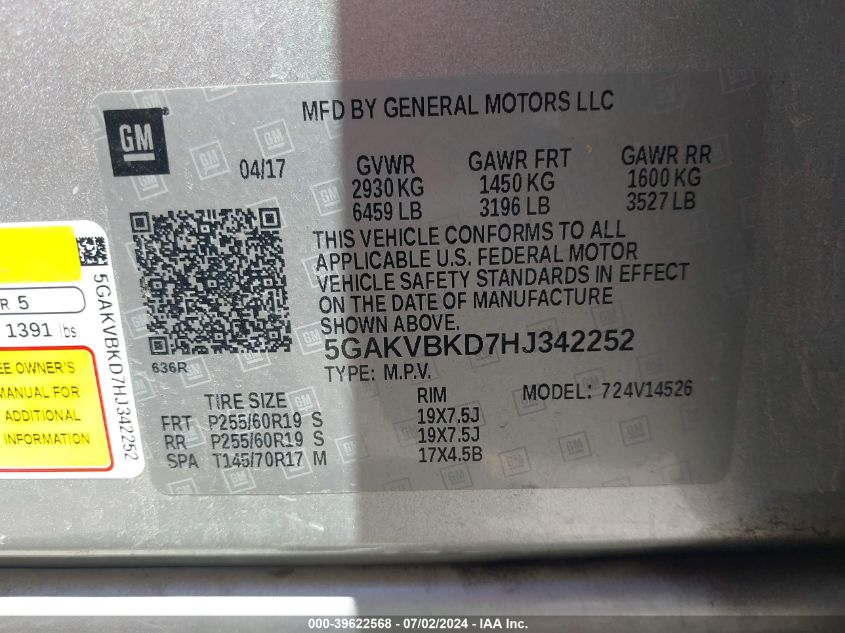 GM
MFD BY GENERAL MOTORS LLC
04/17
GVWR GAWR FRT GAWR RR
2930 KG 1450 KG 1600 KG
6459 LB 3196 LB 3527 LB
THIS VEHICLE CONFORMS TO ALL
APPLICABLE U.S. FEDERAL MOTOR
VEHICLE SAFETY STANDARDS IN EFFECT
ON THE DATE OF MANUFACTURE
SHOWN ABOVE.
636R
5GAKVBKD7HJ342252
TYPE: M.P.V.
MODEL: 724V14526
TIRE SIZE RIM
FRT P255/60R19 S 19X7.5J
RR P255/60R19 S 19X7.5J
SPA T145/70R17 M 17X4.5B
R 5
1391 lbs
EE OWNER'S
MANUAL FOR
ADDITIONAL
INFORMATION
5GAKVBKD7HJ342252
000-39622568 - 07/02/2024 - IAA Inc.